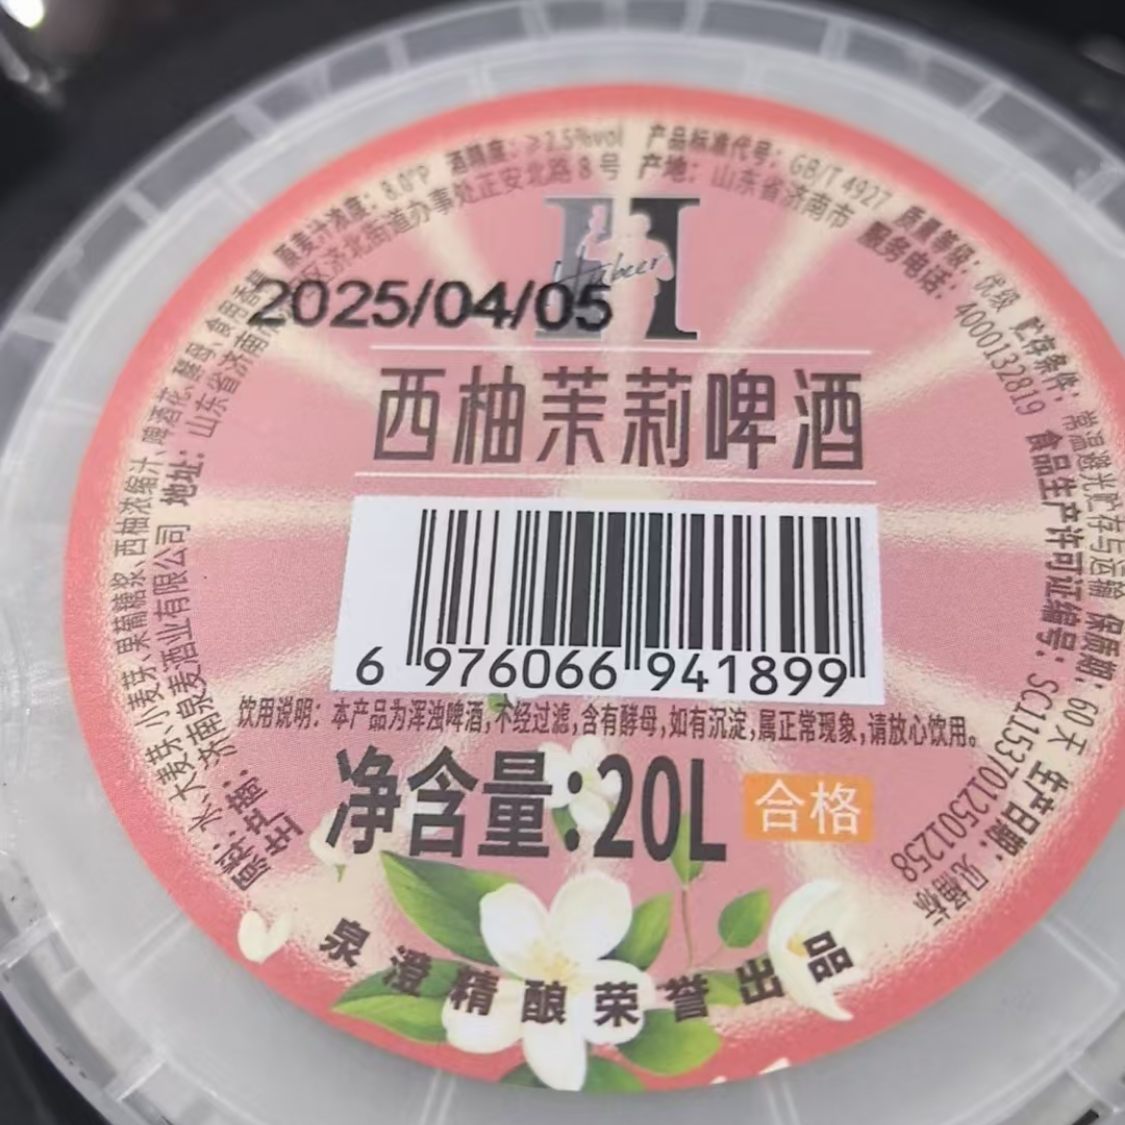 原料：水、大麦芽、小麦芽、果葡糖浆、西柚浓缩汁、啤酒花、醪糟、食用香精 原麦汁浓度：8.0°P 酒精度：≥2.5%vol 产品标准代号：GB/T 4927 质量等级：优级 贮存条件：常温避光贮存与运输 保质期：60天 生产日期：见桶标
生产商：济南泉麦酒业有限公司 地址：山东省济南 区济北街道办事处正安北路8号 产地：山东省济南市 服务电话：4000132819 食品生产许可证编号：SC11537012501258
H
beer
2025/04/05
西柚茉莉啤酒
6 976066 941899
饮用说明：本产品为浑浊啤酒，不经过滤，含有酵母，如有沉淀，属正常现象，请放心饮用。
净含量：20L 合格
泉澄精酿荣誉出品